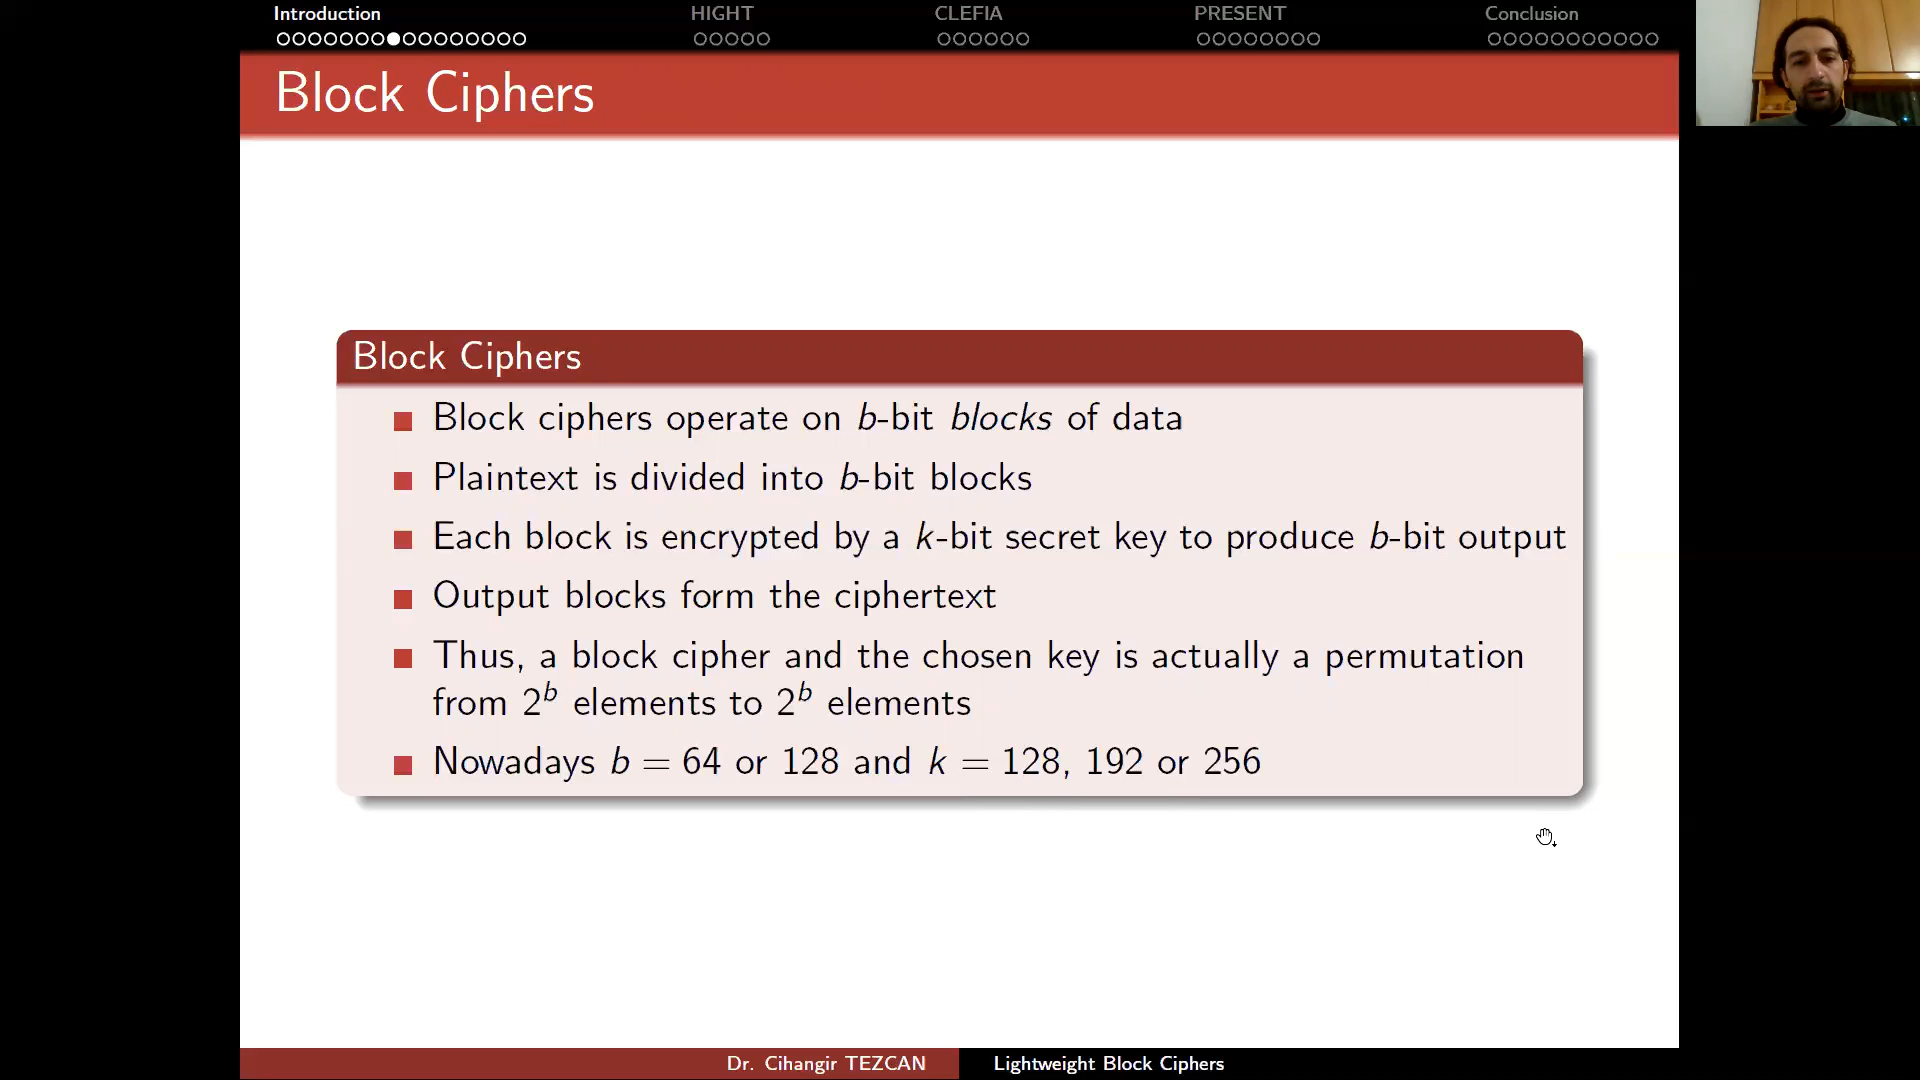 Introduction HIGHT CLEFIA PRESENT Conclusion
Block Ciphers
Block Ciphers
Block ciphers operate on b-bit blocks of data
Plaintext is divided into b-bit blocks
Each block is encrypted by a k-bit secret key to produce b-bit output
Output blocks form the ciphertext
Thus, a block cipher and the chosen key is actually a permutation
from 2^b elements to 2^b elements
Nowadays b = 64 or 128 and k = 128, 192 or 256
Dr. Cihangir TEZCAN Lightweight Block Ciphers